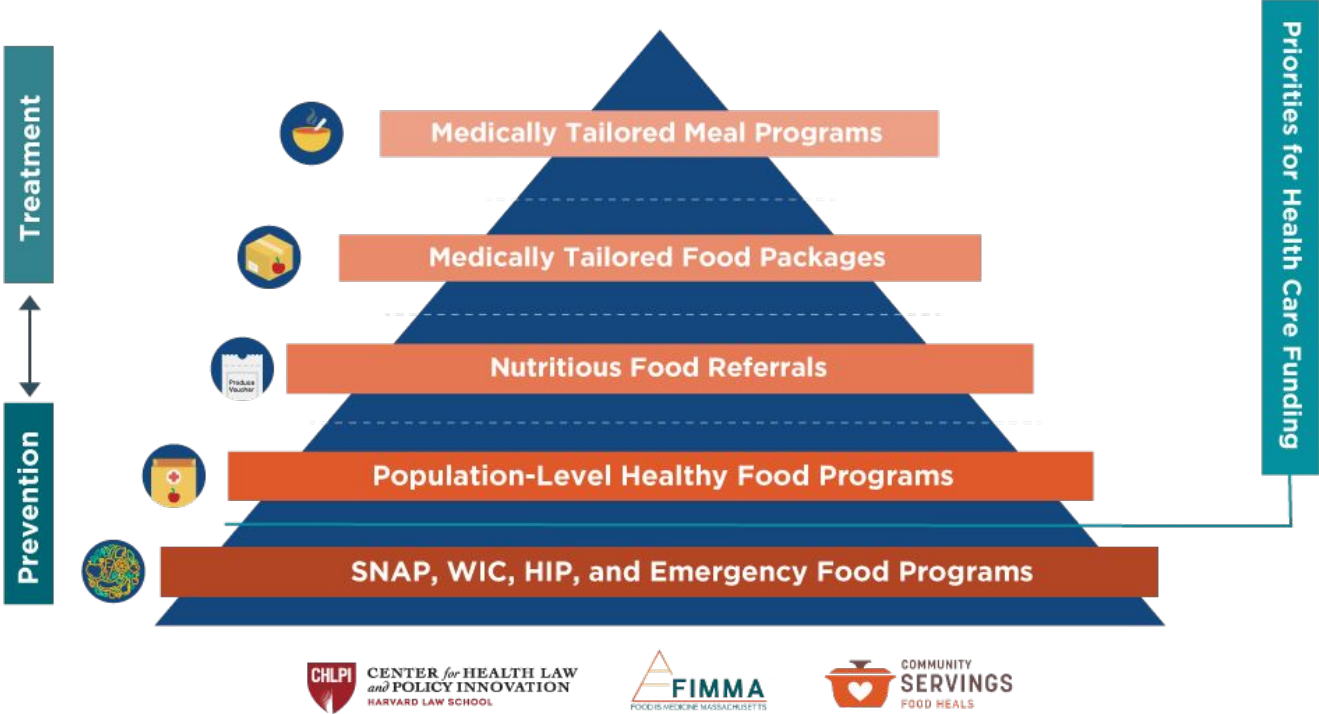 Treatment
Prevention
Priorities for Health Care Funding
Medically Tailored Meal Programs
Medically Tailored Food Packages
Nutritious Food Referrals
Produce
Voucher
Population-Level Healthy Food Programs
SNAP, WIC, HIP, and Emergency Food Programs
CHLPI
CENTER for HEALTH LAW
and POLICY INNOVATION
HARVARD LAW SCHOOL
FIMMA
FOOD IS MEDICINE MASSACHUSETTS
COMMUNITY
SERVINGS
FOOD HEALS